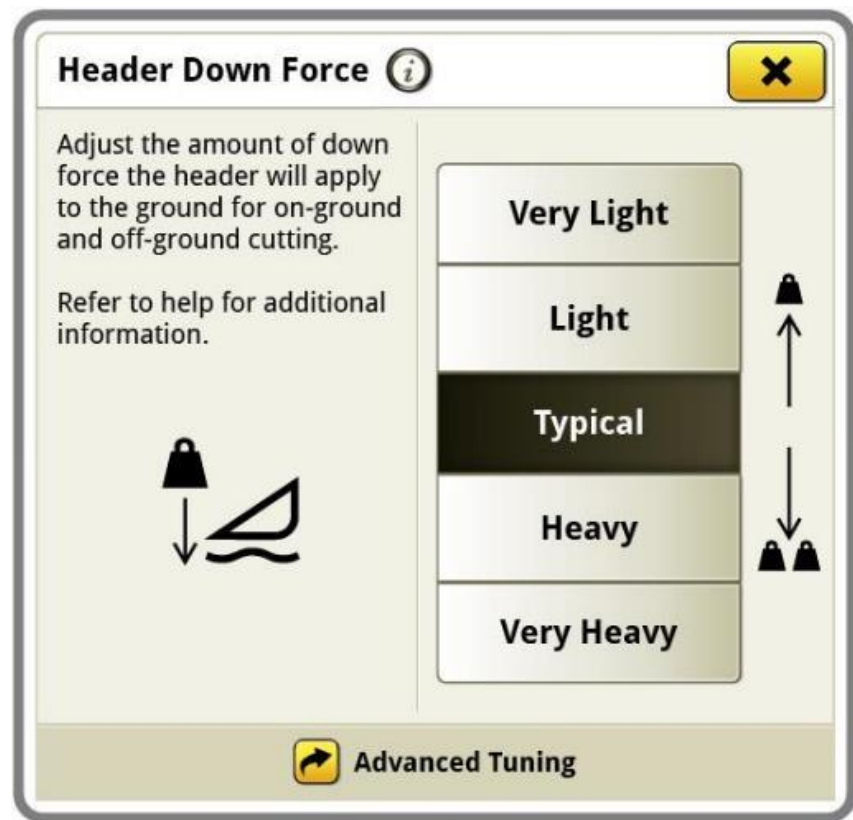 Header Down Force
Adjust the amount of down
force the header will apply
to the ground for on-ground
and off-ground cutting.
Refer to help for additional
information.
Very Light
Light
Typical
Heavy
Very Heavy
Advanced Tuning